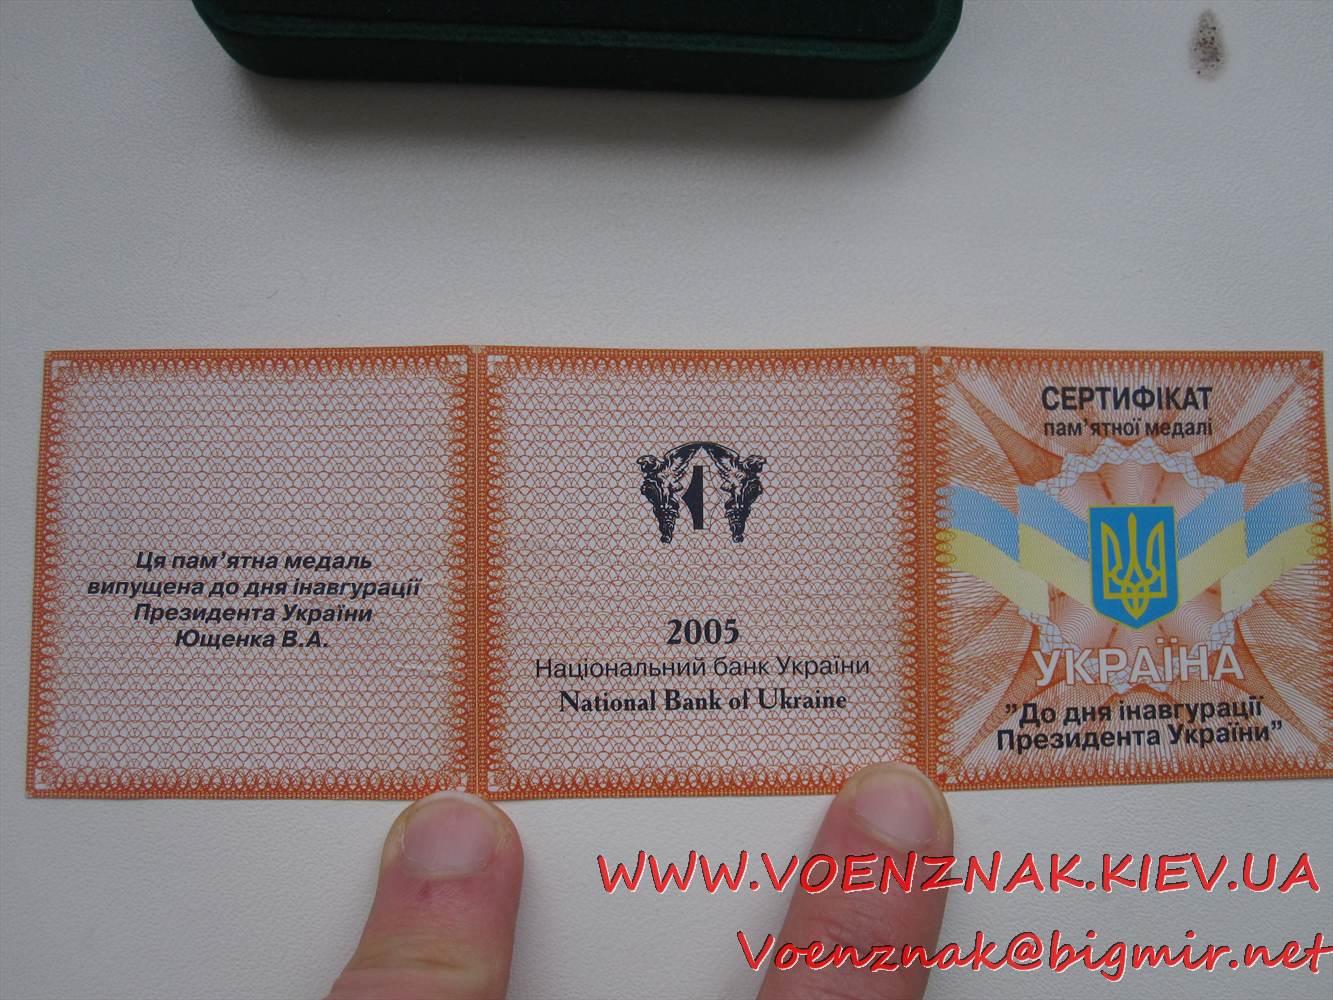 Ця пам'ятна медаль
випущена до дня інавгурації
Президента України
Ющенка В.А.
2005
Національний банк України
National Bank of Ukraine
СЕРТИФІКАТ
пам'ятної медалі
УКРАЇНА
"До дня інавгурації
Президента України"
WWW.VOENZNAK.KIEV.UA
Voenznak@bigmir.net